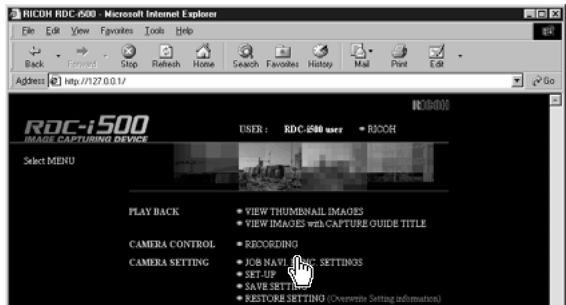 RICOH RDC-i500 - Microsoft Internet Explorer
File Edit View Favorites Tools Help
Back Forward Stop Refresh Home Search Favorites History Mail Print Edit
Address http://127.0.0.1/ Go
RICOH
RDC-i500
IMAGE CAPTURING DEVICE
USER : RDC-i500 user RICOH
Select MENU
PLAY BACK VIEW THUMBNAIL IMAGES
VIEW IMAGES with CAPTURE GUIDE TITLE
CAMERA CONTROL RECORDING
CAMERA SETTING JOB NAVI. SETTINGS
SET-UP
SAVE SETTING
RESTORE SETTING (Overwrite Setting information)